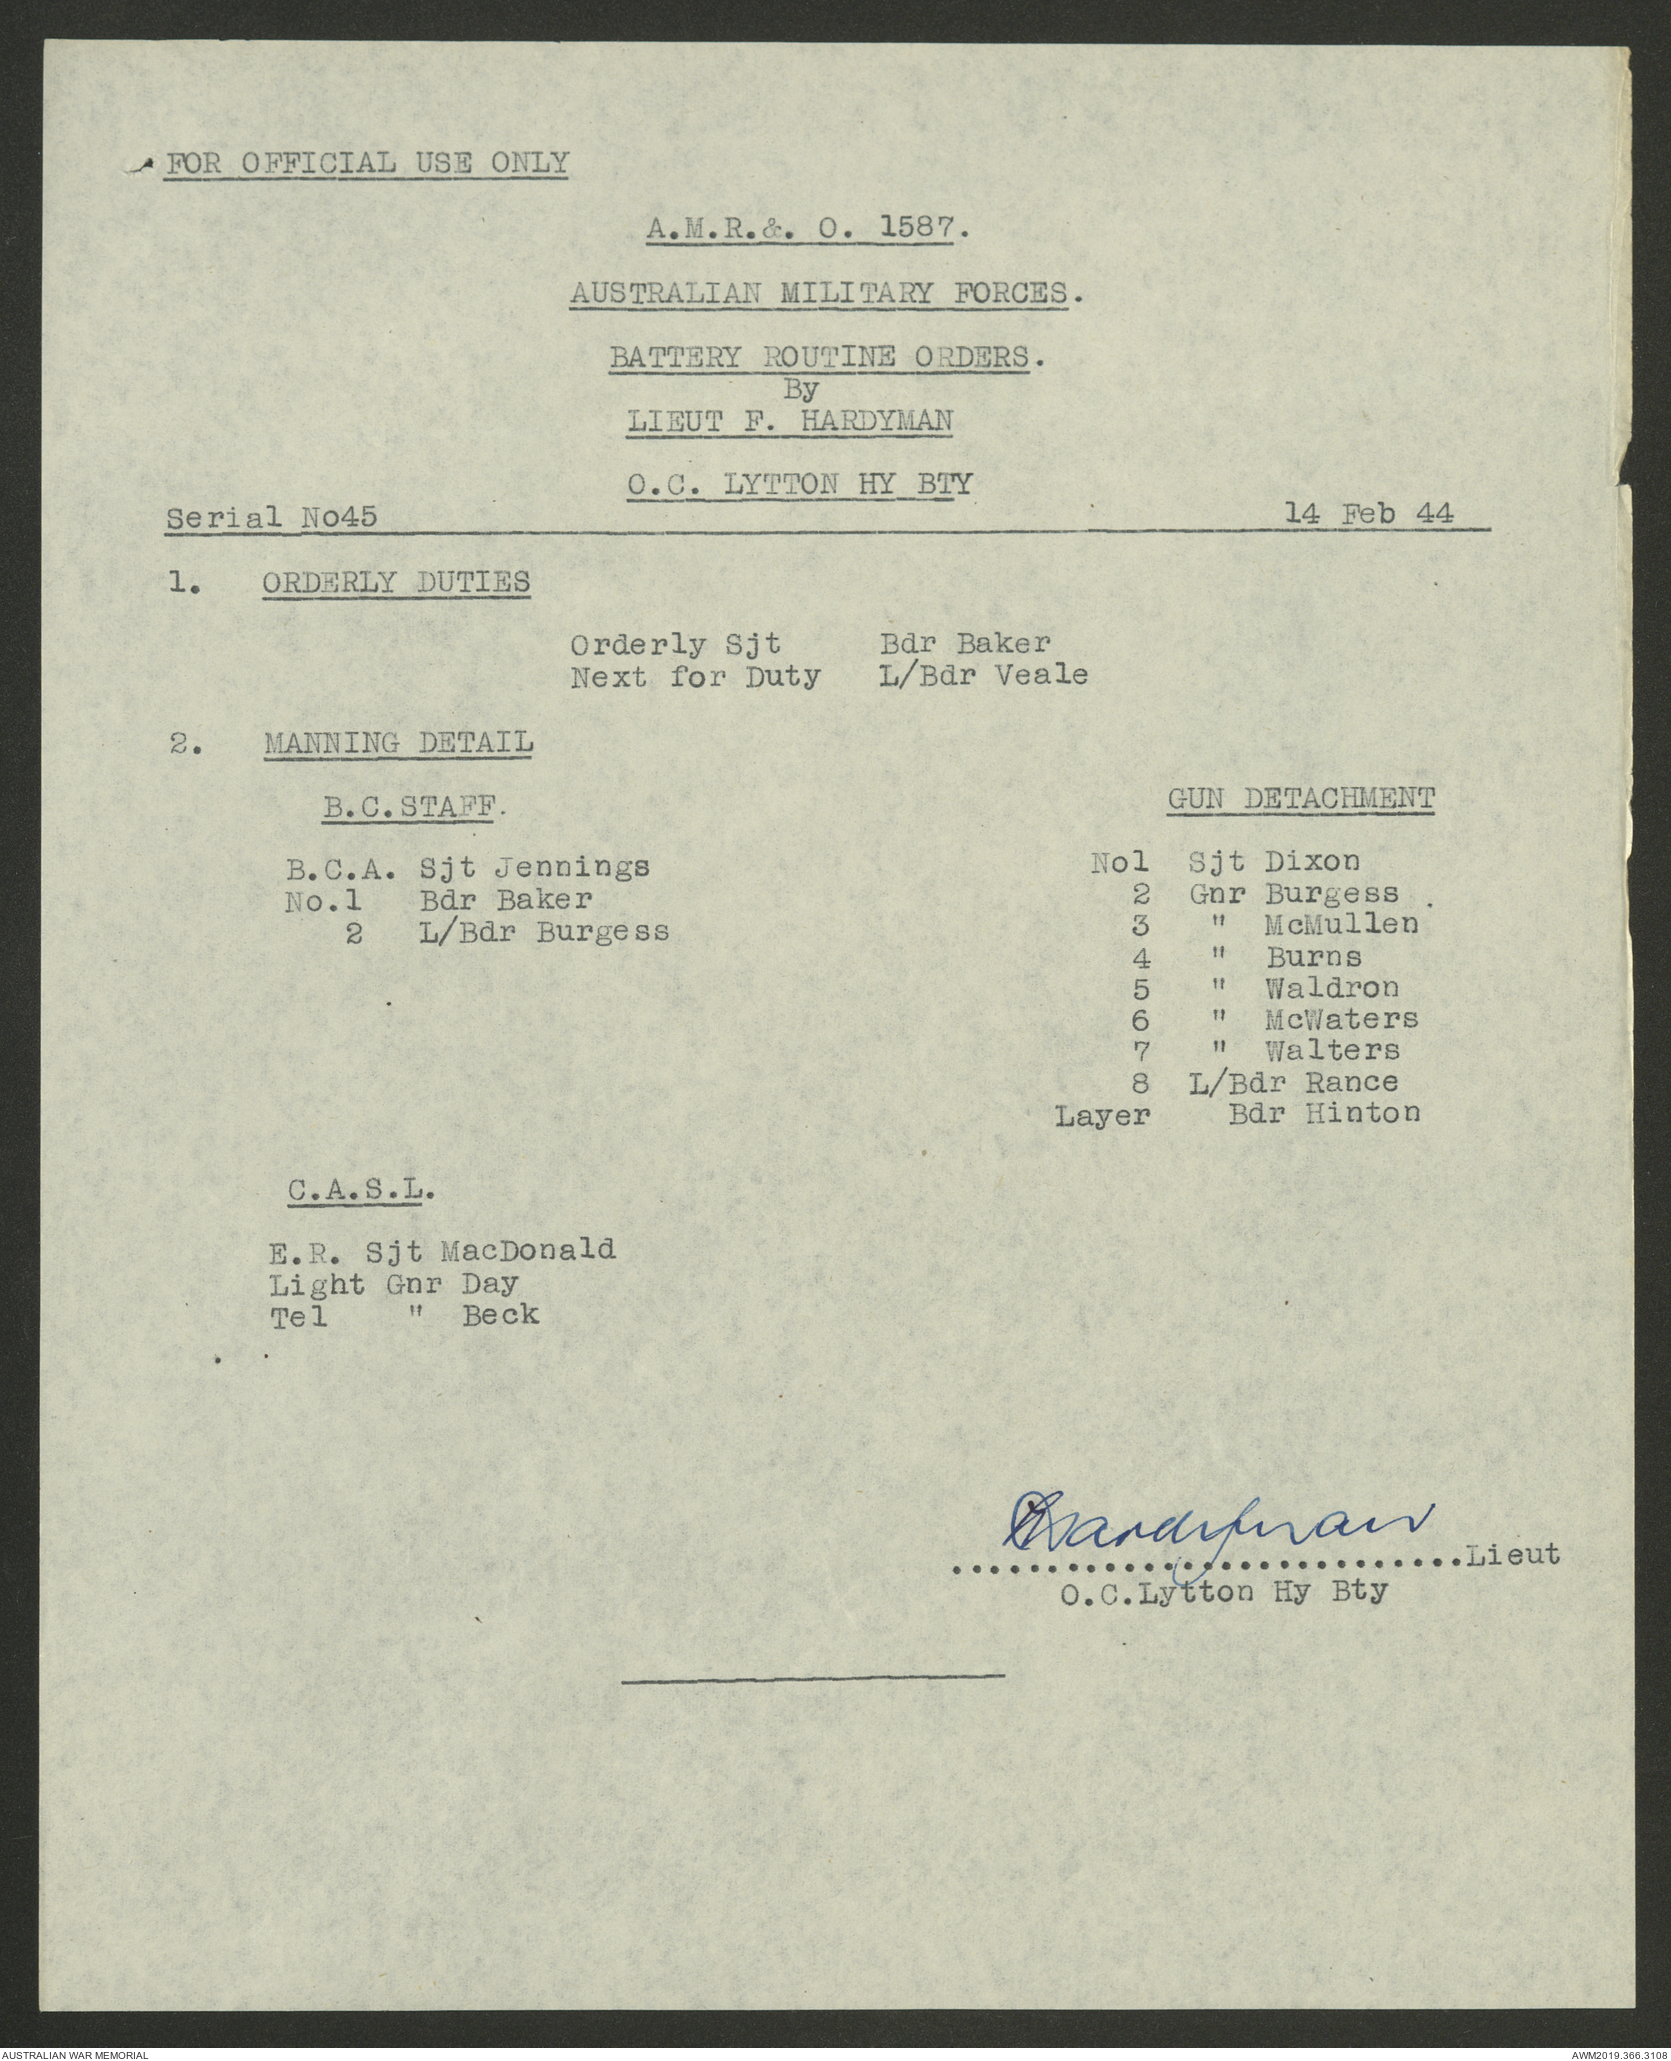 FOR OFFICIAL USE ONLY
A.M.R.&. O. 1587.
AUSTRALIAN MILITARY FORCES.
BATTERY ROUTINE ORDERS.
By
LIEUT F. HARDYMAN
O.C. LYTTON HY BTY
Serial No45 14 Feb 44
1. ORDERLY DUTIES
Orderly Sjt Bdr Baker
Next for Duty L/Bdr Veale
2. MANNING DETAIL
B.C.STAFF.
B.C.A. Sjt Jennings
No.1 Bdr Baker
2 L/Bdr Burgess
GUN DETACHMENT
No1 Sjt Dixon
2 Gnr Burgess .
3 " McMullen
4 " Burns
5 " Waldron
6 " McWaters
7 " Walters
8 L/Bdr Rance
Layer Bdr Hinton
C.A.S.L.
E.R. Sjt MacDonald
Light Gnr Day
Tel " Beck
Hardyman
...........................Lieut
O.C.Lytton Hy Bty
AUSTRALIAN WAR MEMORIAL AWM2019.366.3108